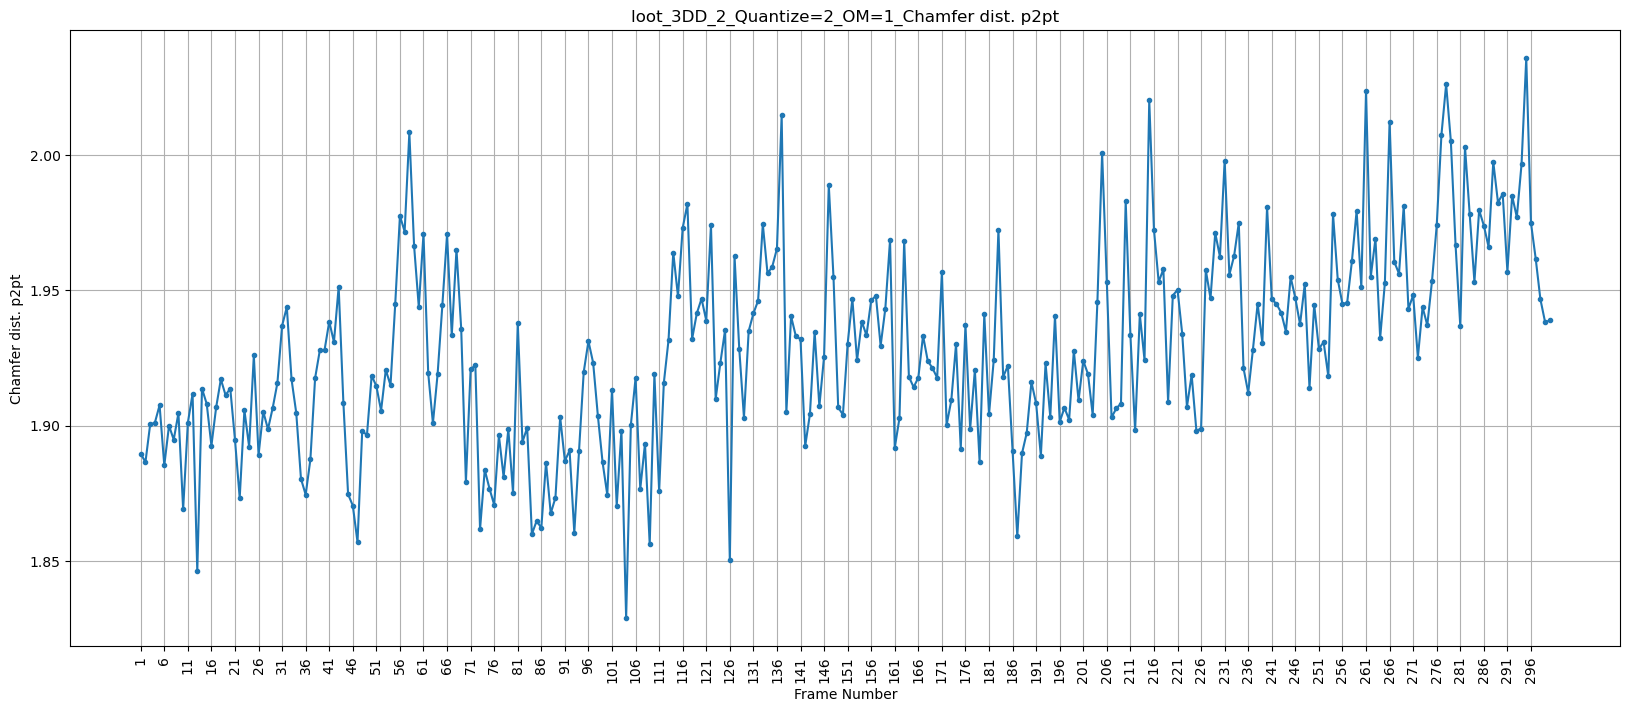 loot_3DD_2_Quantize=2_OM=1_Chamfer dist. p2pt
Chamfer dist. p2pt
2.00
1.95
1.90
1.85
1 6 11 16 21 26 31 36 41 46 51 56 61 66 71 76 81 86 91 96 101 106 111 116 121 126 131 136 141 146 151 156 161 166 171 176 181 186 191 196 201 206 211 216 221 226 231 236 241 246 251 256 261 266 271 276 281 286 291 296
Frame Number